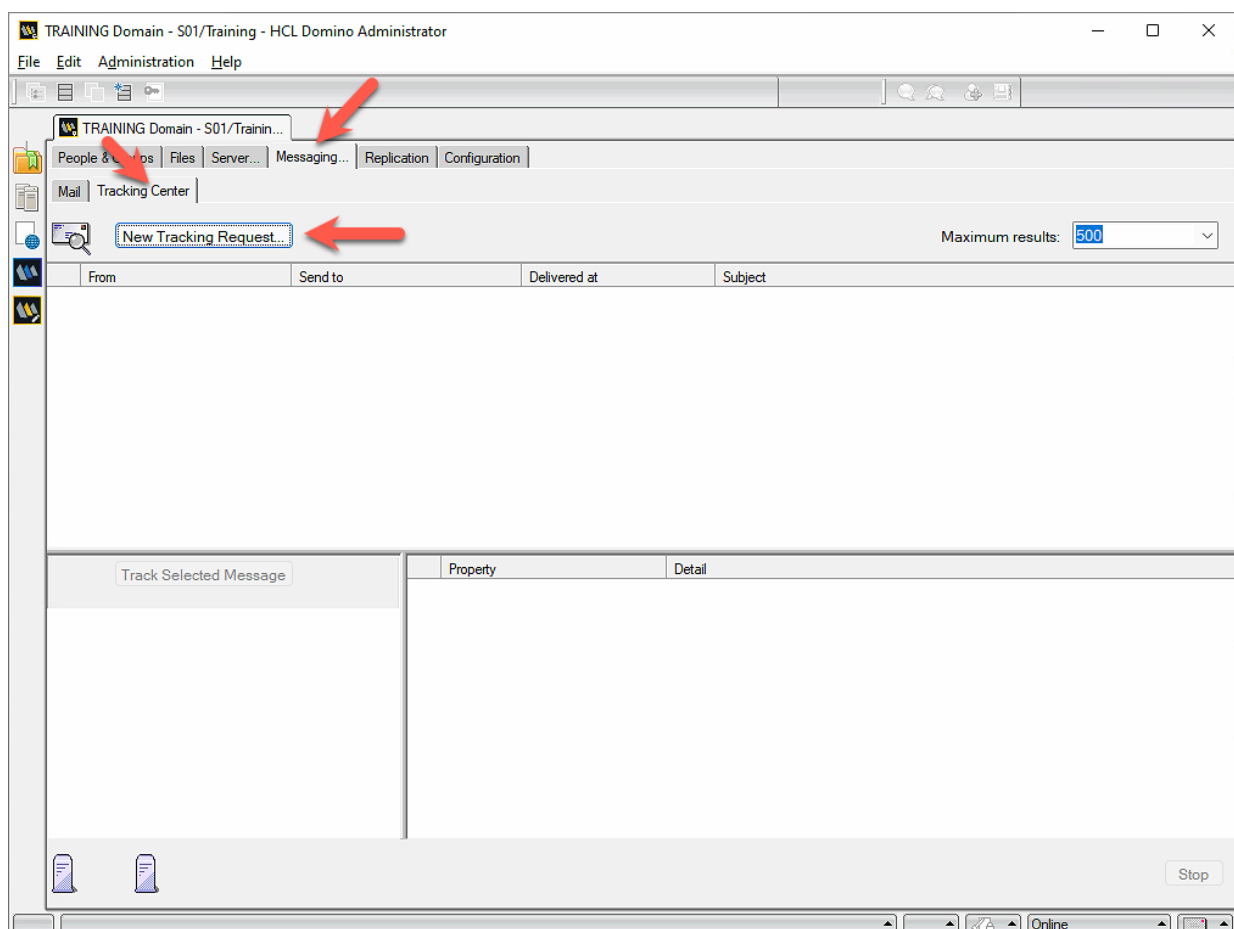 TRAINING Domain - S01/Training - HCL Domino Administrator
File Edit Administration Help
TRAINING Domain - S01/Trainin...
People & Files Server... Messaging... Replication Configuration
Mail Tracking Center
New Tracking Request... Maximum results: 500
From Send to Delivered at Subject
Track Selected Message Property Detail
Stop
Online